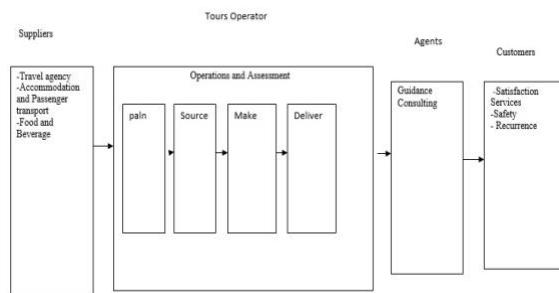 Tours Operator
Suppliers
Agents
Customers
-Travel agency
-Accommodation
and Passenger
transport
-Food and
Beverage
Operations and Assessment
paln
Source
Make
Deliver
Guidance
Consulting
-Satisfaction
Services
-Safety
- Recurrence